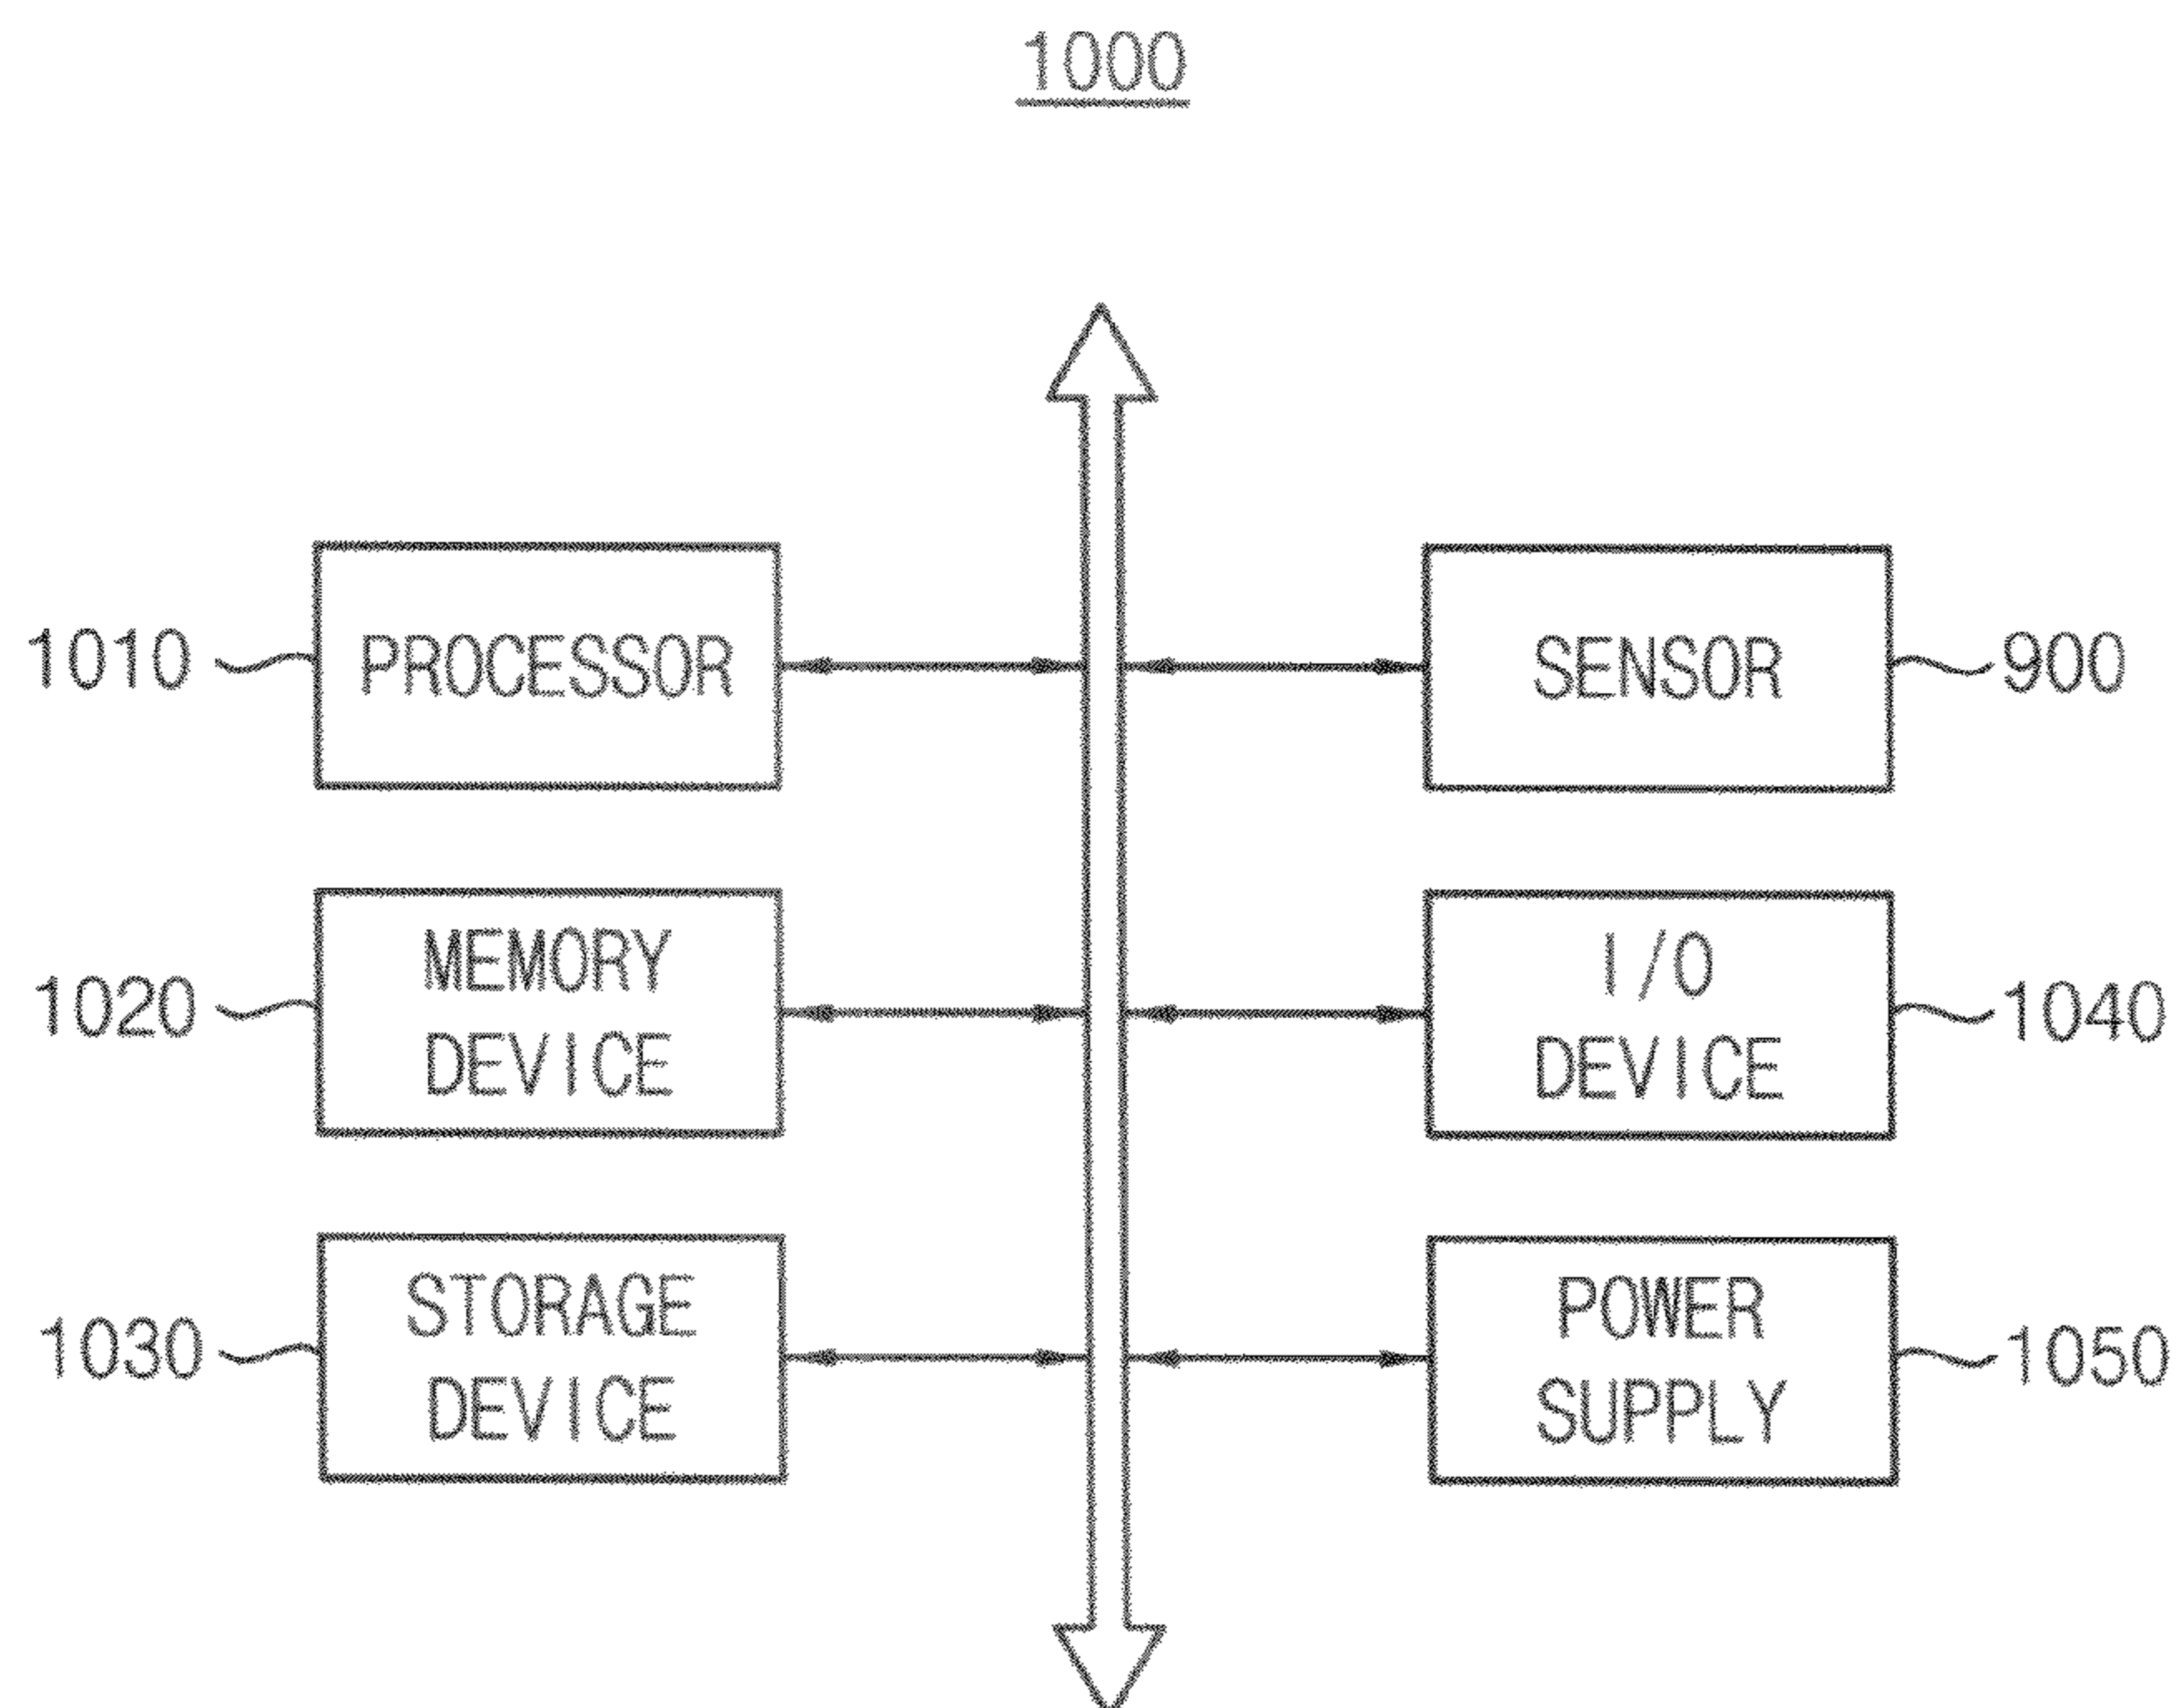 1000
1010
PROCESSOR
SENSOR
900
1020
MEMORY
DEVICE
I/O
DEVICE
1040
1030
STORAGE
DEVICE
POWER
SUPPLY
1050